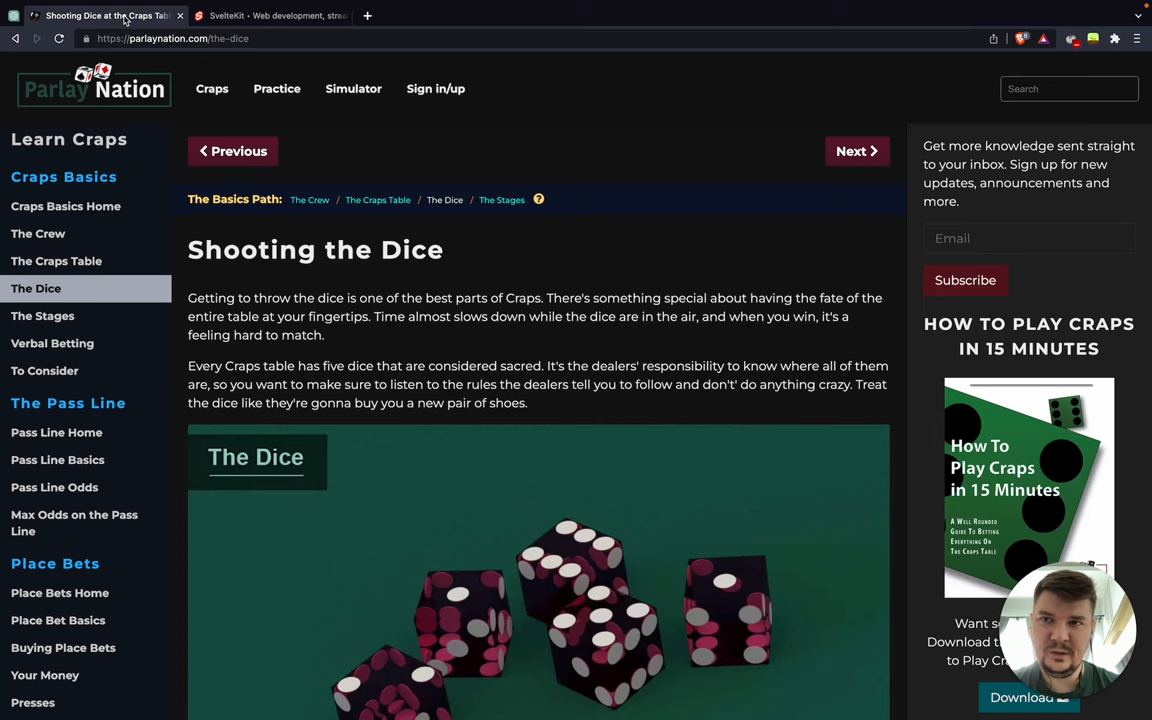 Shooting Dice at the Craps Tabl
SvelteKit • Web development, strea
https://parlaynation.com/the-dice
6
Parlay Nation
Craps
Practice
Simulator
Sign in/up
Search
Learn Craps
Craps Basics
Craps Basics Home
The Crew
The Craps Table
The Dice
The Stages
Verbal Betting
To Consider
The Pass Line
Pass Line Home
Pass Line Basics
Pass Line Odds
Max Odds on the Pass
Line
Place Bets
Place Bets Home
Place Bet Basics
Buying Place Bets
Your Money
Presses
Previous
Next
The Basics Path: The Crew / The Craps Table / The Dice / The Stages ?
Shooting the Dice
Getting to throw the dice is one of the best parts of Craps. There's something special about having the fate of the
entire table at your fingertips. Time almost slows down while the dice are in the air, and when you win, it's a
feeling hard to match.
Every Craps table has five dice that are considered sacred. It's the dealers' responsibility to know where all of them
are, so you want to make sure to listen to the rules the dealers tell you to follow and don't' do anything crazy. Treat
the dice like they're gonna buy you a new pair of shoes.
The Dice
Get more knowledge sent straight
to your inbox. Sign up for new
updates, announcements and
more.
Email
Subscribe
HOW TO PLAY CRAPS
IN 15 MINUTES
How To
Play Craps
in 15 Minutes
A WELL ROUNDED
GUIDE TO BETTING
EVERYTHING ON
THE CRAPS TABLE
Want s
Download t
to Play Cra
Download